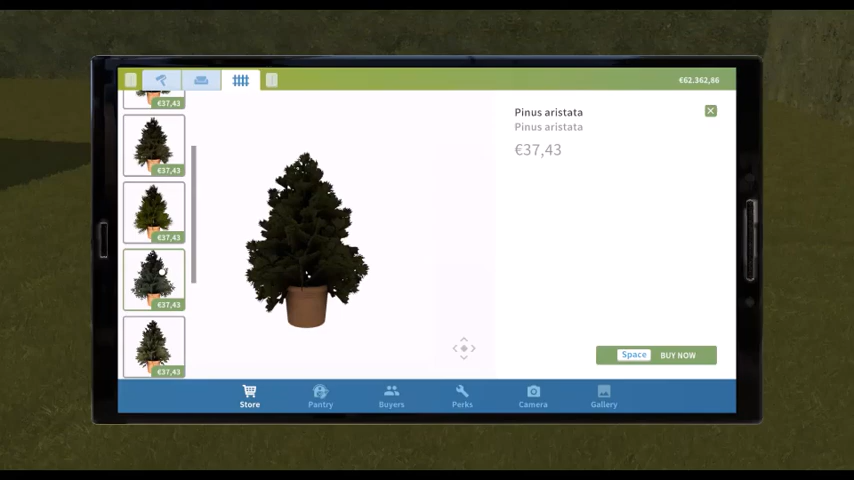 €62.362,86
€37,43
€37,43
€37,43
€37,43
€37,43
Pinus aristata
Pinus aristata
€37,43
Space BUY NOW
Store
Pantry
Buyers
Perks
Camera
Gallery